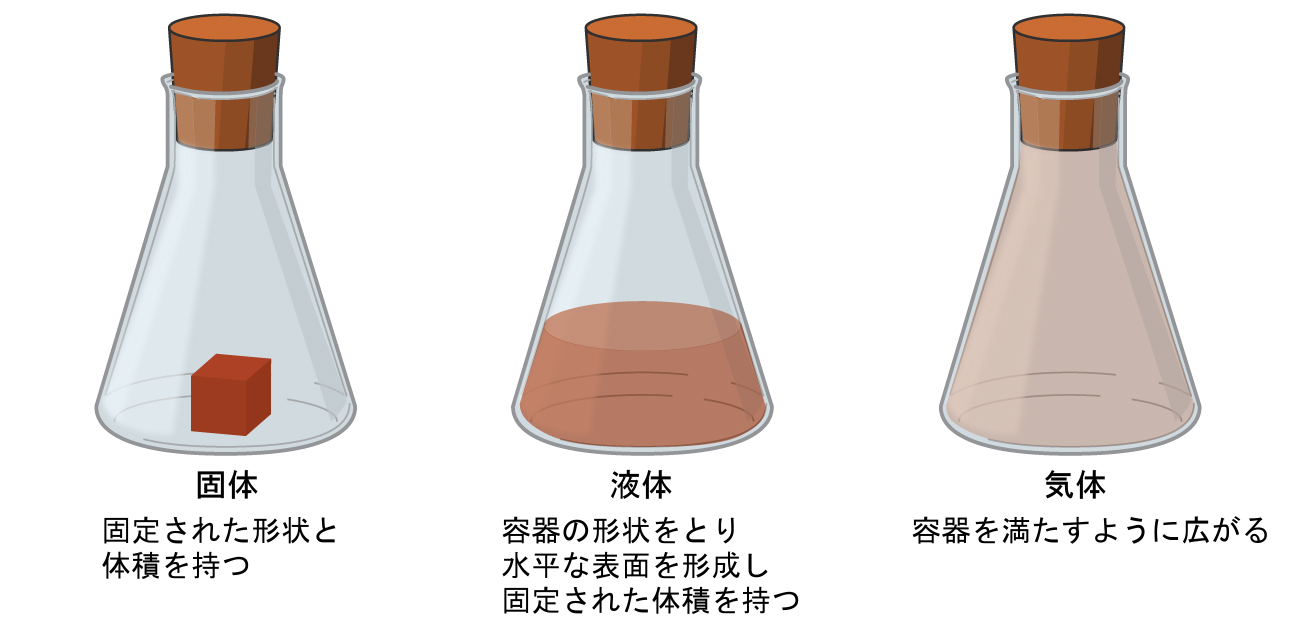 固体
固定された形状と
体積を持つ
液体
容器の形状をとり
水平な表面を形成し
固定された体積を持つ
気体
容器を満たすように広がる